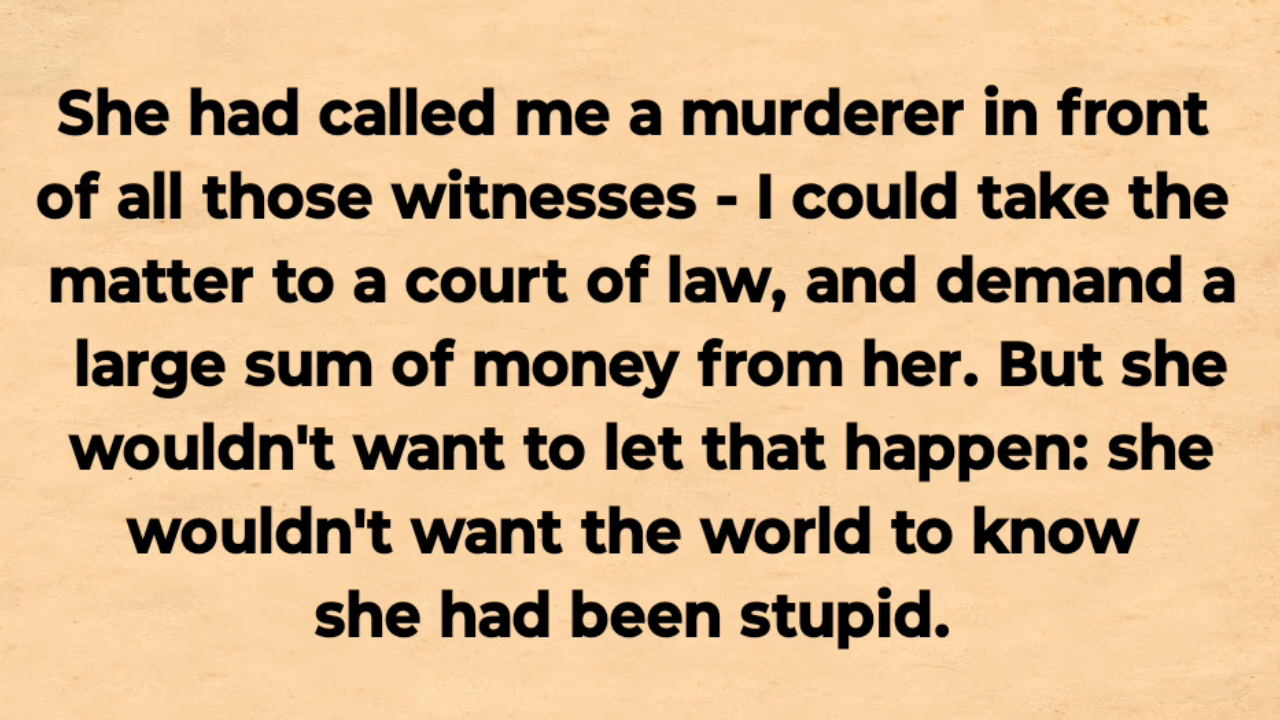 She had called me a murderer in front
of all those witnesses - I could take the
matter to a court of law, and demand a
large sum of money from her. But she
wouldn't want to let that happen: she
wouldn't want the world to know
she had been stupid.